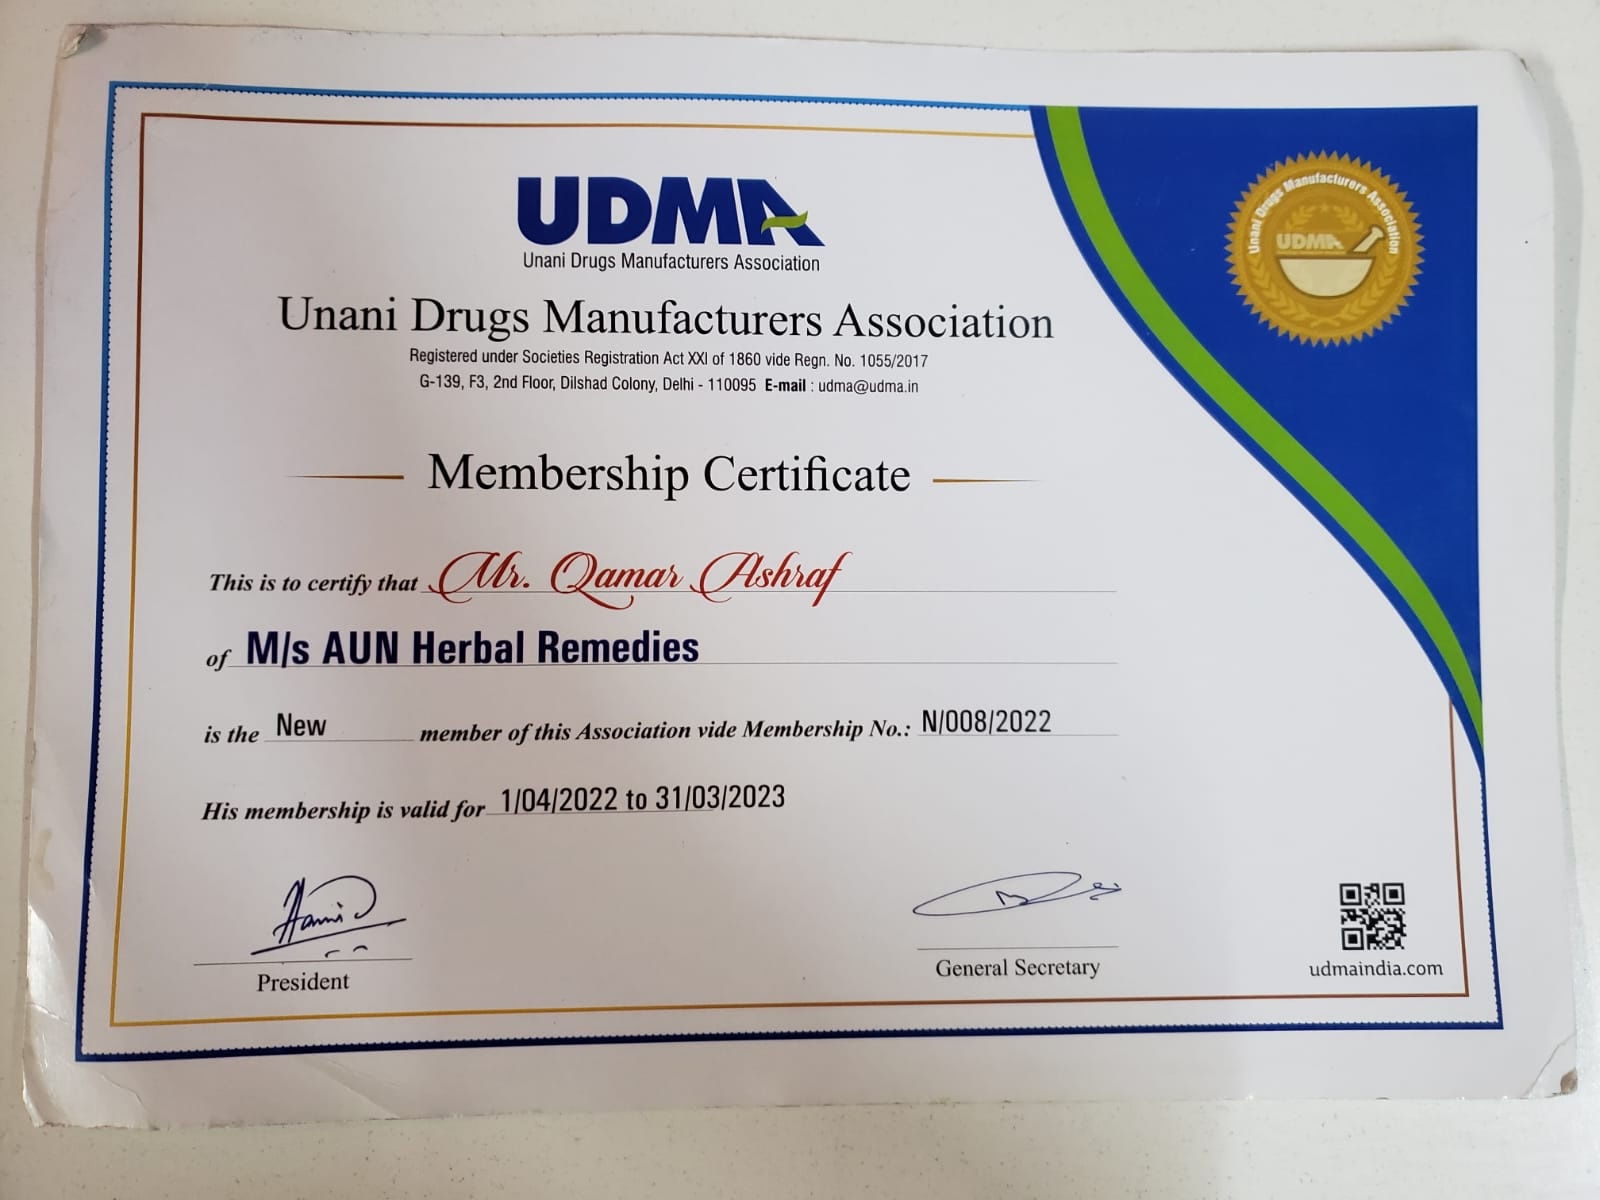 UDMA
Unani Drugs Manufacturers Association
Unani Drugs Manufacturers Association
UDMA
Unani Drugs Manufacturers Association
Registered under Societies Registration Act XXI of 1860 vide Regn. No. 1055/2017
G-139, F3, 2nd Floor, Dilshad Colony, Delhi - 110095 E-mail : udma@udma.in
Membership Certificate
This is to certify that Mr. Qamar Ashraf
of M/s AUN Herbal Remedies
is the New member of this Association vide Membership No.: N/008/2022
His membership is valid for 1/04/2022 to 31/03/2023
President
General Secretary
udmaindia.com